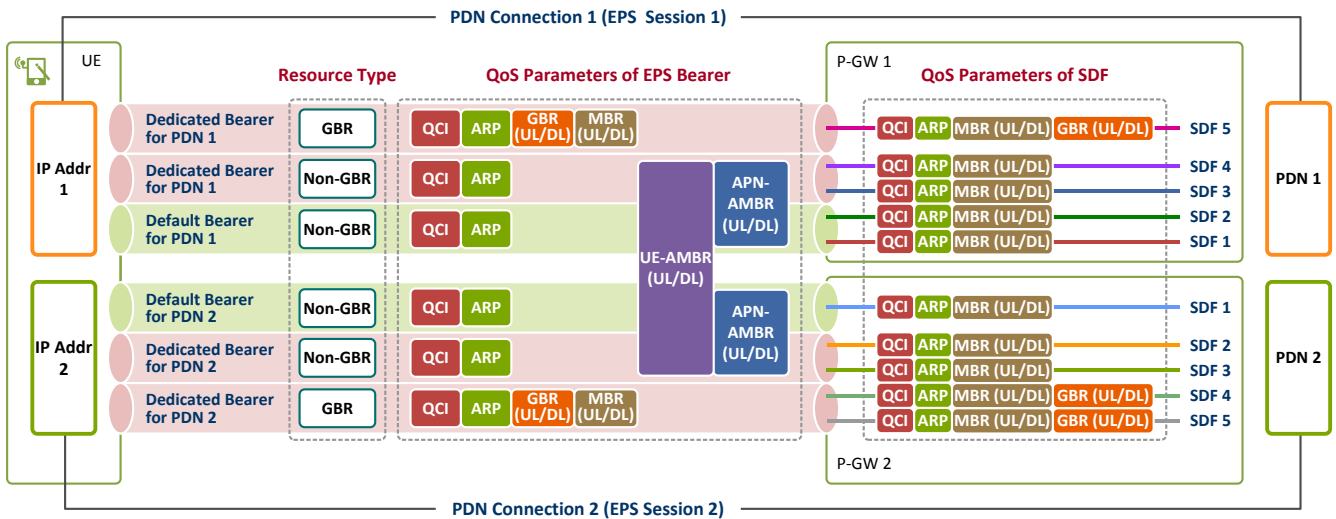 PDN Connection 1 (EPS Session 1)
UE
P-GW 1
Resource Type
QoS Parameters of EPS Bearer
QoS Parameters of SDF
IP Addr
1
Dedicated Bearer
for PDN 1
GBR
QCI
ARP
GBR
(UL/DL)
MBR
(UL/DL)
QCI
ARP
MBR (UL/DL)
GBR (UL/DL)
SDF 5
Dedicated Bearer
for PDN 1
Non-GBR
QCI
ARP
QCI
ARP
MBR (UL/DL)
SDF 4
QCI
ARP
MBR (UL/DL)
SDF 3
Default Bearer
for PDN 1
Non-GBR
QCI
ARP
APN-
AMBR
(UL/DL)
QCI
ARP
MBR (UL/DL)
SDF 2
QCI
ARP
MBR (UL/DL)
SDF 1
PDN 1
UE-AMBR
(UL/DL)
IP Addr
2
Default Bearer
for PDN 2
Non-GBR
QCI
ARP
APN-
AMBR
(UL/DL)
QCI
ARP
MBR (UL/DL)
SDF 1
Dedicated Bearer
for PDN 2
Non-GBR
QCI
ARP
QCI
ARP
MBR (UL/DL)
SDF 2
QCI
ARP
MBR (UL/DL)
SDF 3
Dedicated Bearer
for PDN 2
GBR
QCI
ARP
GBR
(UL/DL)
MBR
(UL/DL)
QCI
ARP
MBR (UL/DL)
GBR (UL/DL)
SDF 4
QCI
ARP
MBR (UL/DL)
GBR (UL/DL)
SDF 5
PDN 2
P-GW 2
PDN Connection 2 (EPS Session 2)